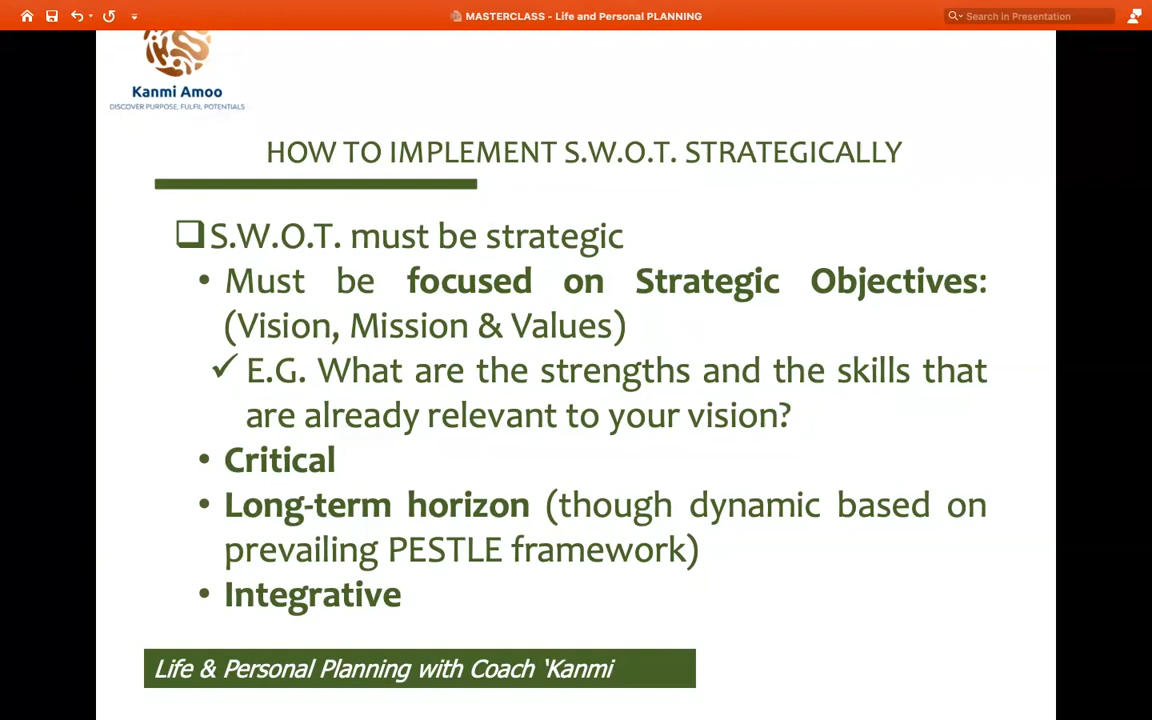 MASTERCLASS - Life and Personal PLANNING
Search in Presentation
Kanmi Amoo
DISCOVER PURPOSE, FULFIL POTENTIALS
HOW TO IMPLEMENT S.W.O.T. STRATEGICALLY
S.W.O.T. must be strategic
• Must be focused on Strategic Objectives:
(Vision, Mission & Values)
✓ E.G. What are the strengths and the skills that
are already relevant to your vision?
• Critical
• Long-term horizon (though dynamic based on
prevailing PESTLE framework)
• Integrative
Life & Personal Planning with Coach ‘Kanmi